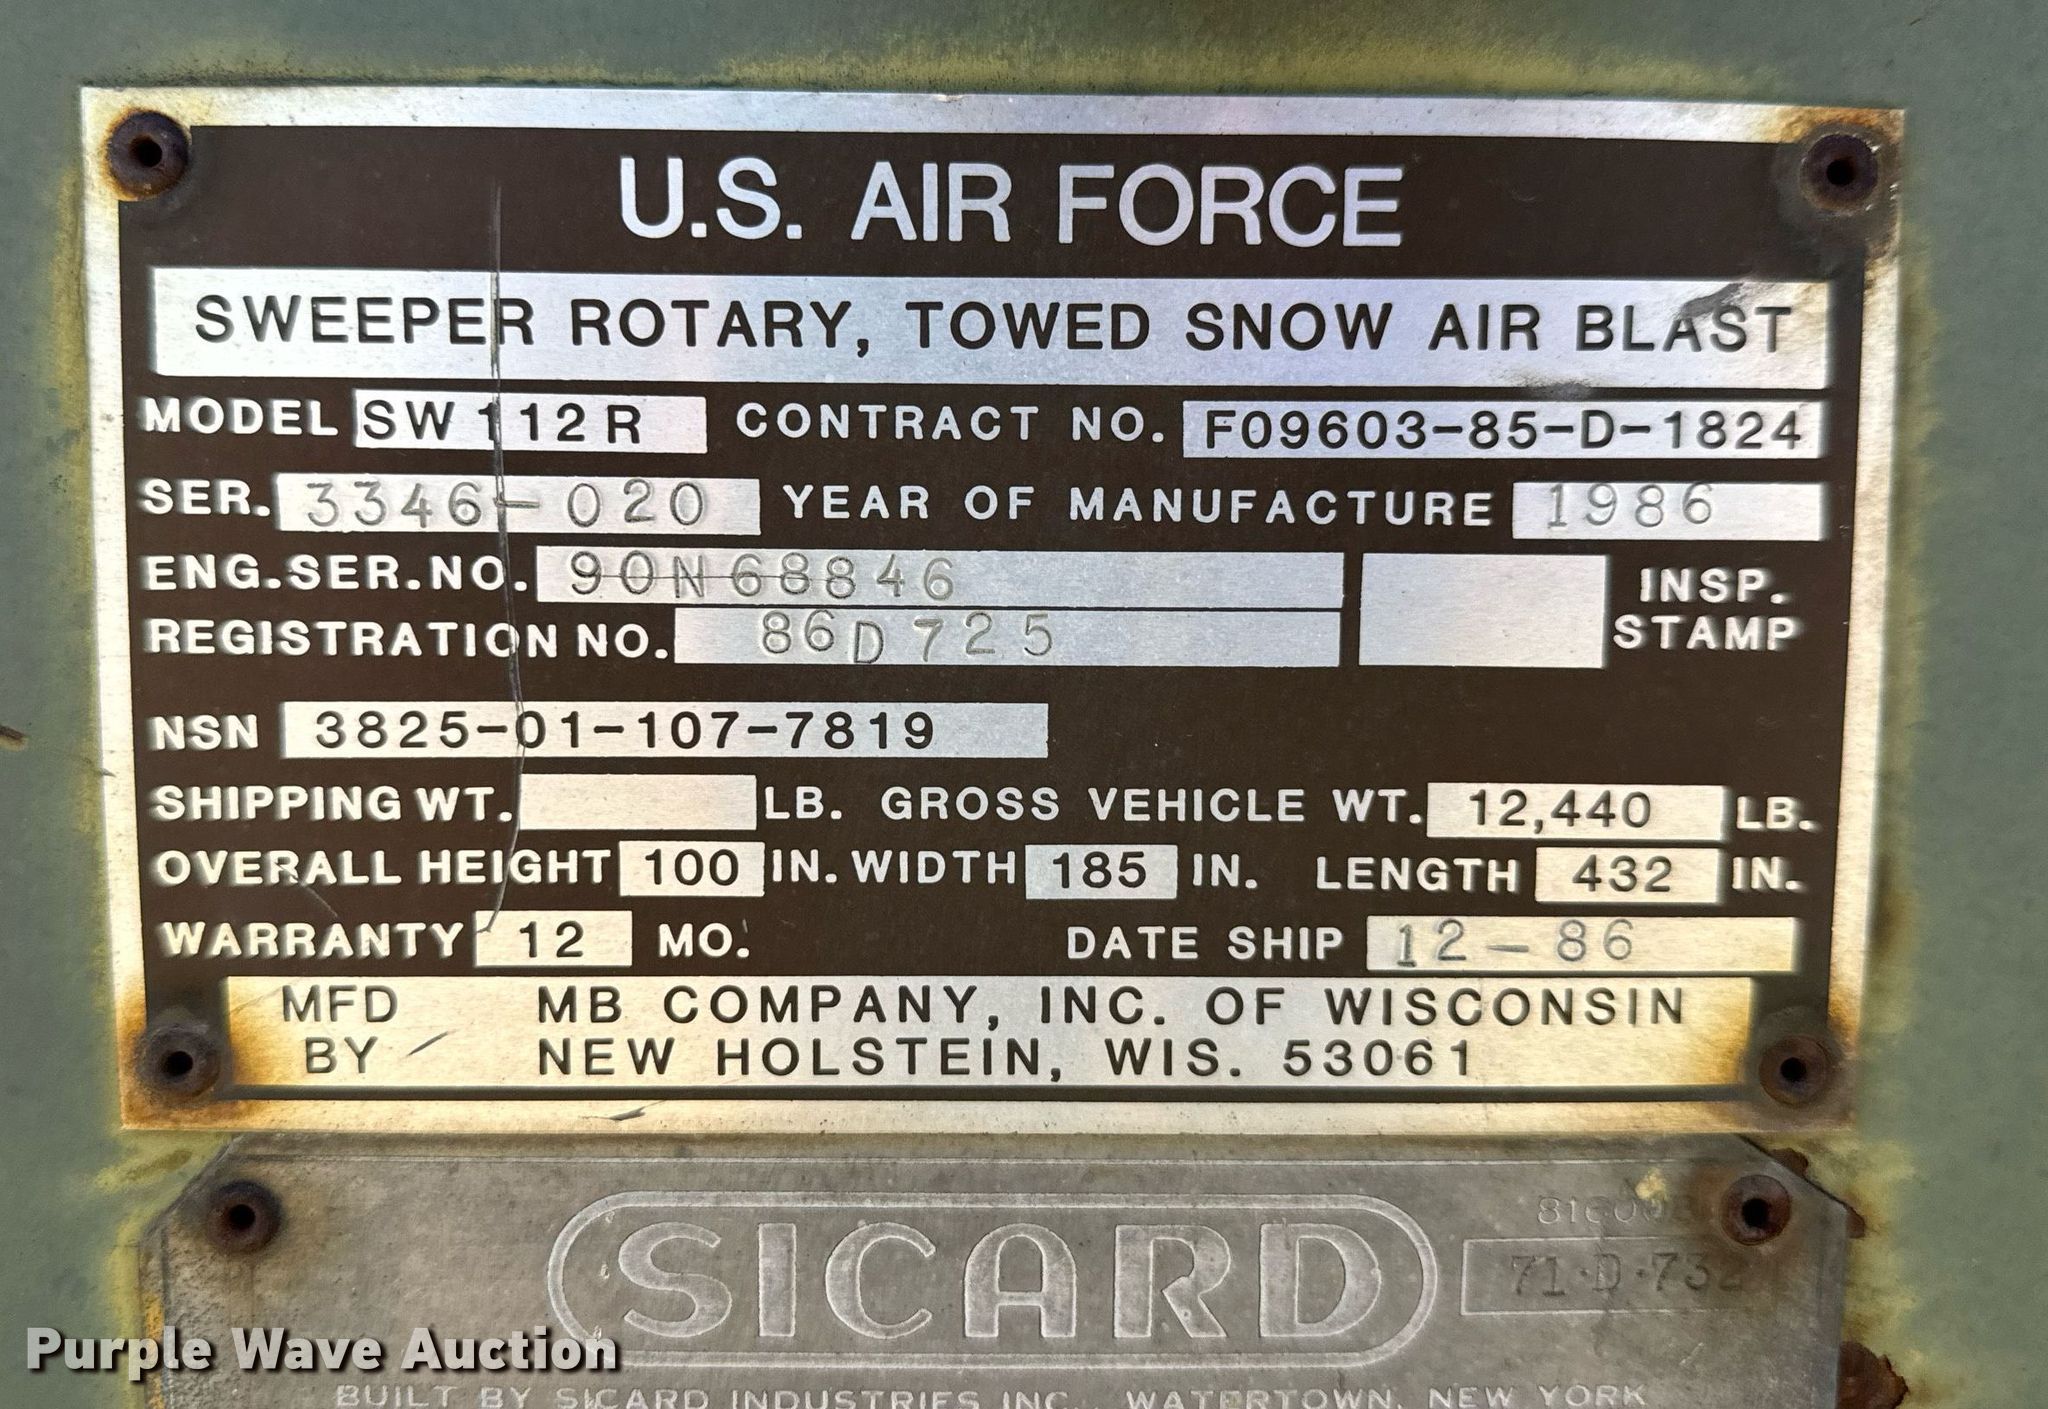 U.S. AIR FORCE
SWEEPER ROTARY, TOWED SNOW AIR BLAST
MODEL SW112R CONTRACT NO. F09603-85-D-1824
SER. 3346-020 YEAR OF MANUFACTURE 1986
ENG.SER.NO. 90N68846
INSP. STAMP
REGISTRATION NO. 86D725
NSN 3825-01-107-7819
SHIPPING WT. LB. GROSS VEHICLE WT. 12,440 LB.
OVERALL HEIGHT 100 IN. WIDTH 185 IN. LENGTH 432 IN.
WARRANTY 12 MO. DATE SHIP 12-86
MFD BY MB COMPANY, INC. OF WISCONSIN
NEW HOLSTEIN, WIS. 53061
SICARD
BUILT BY SICARD INDUSTRIES INC., WATERTOWN, NEW YORK
Purple Wave Auction